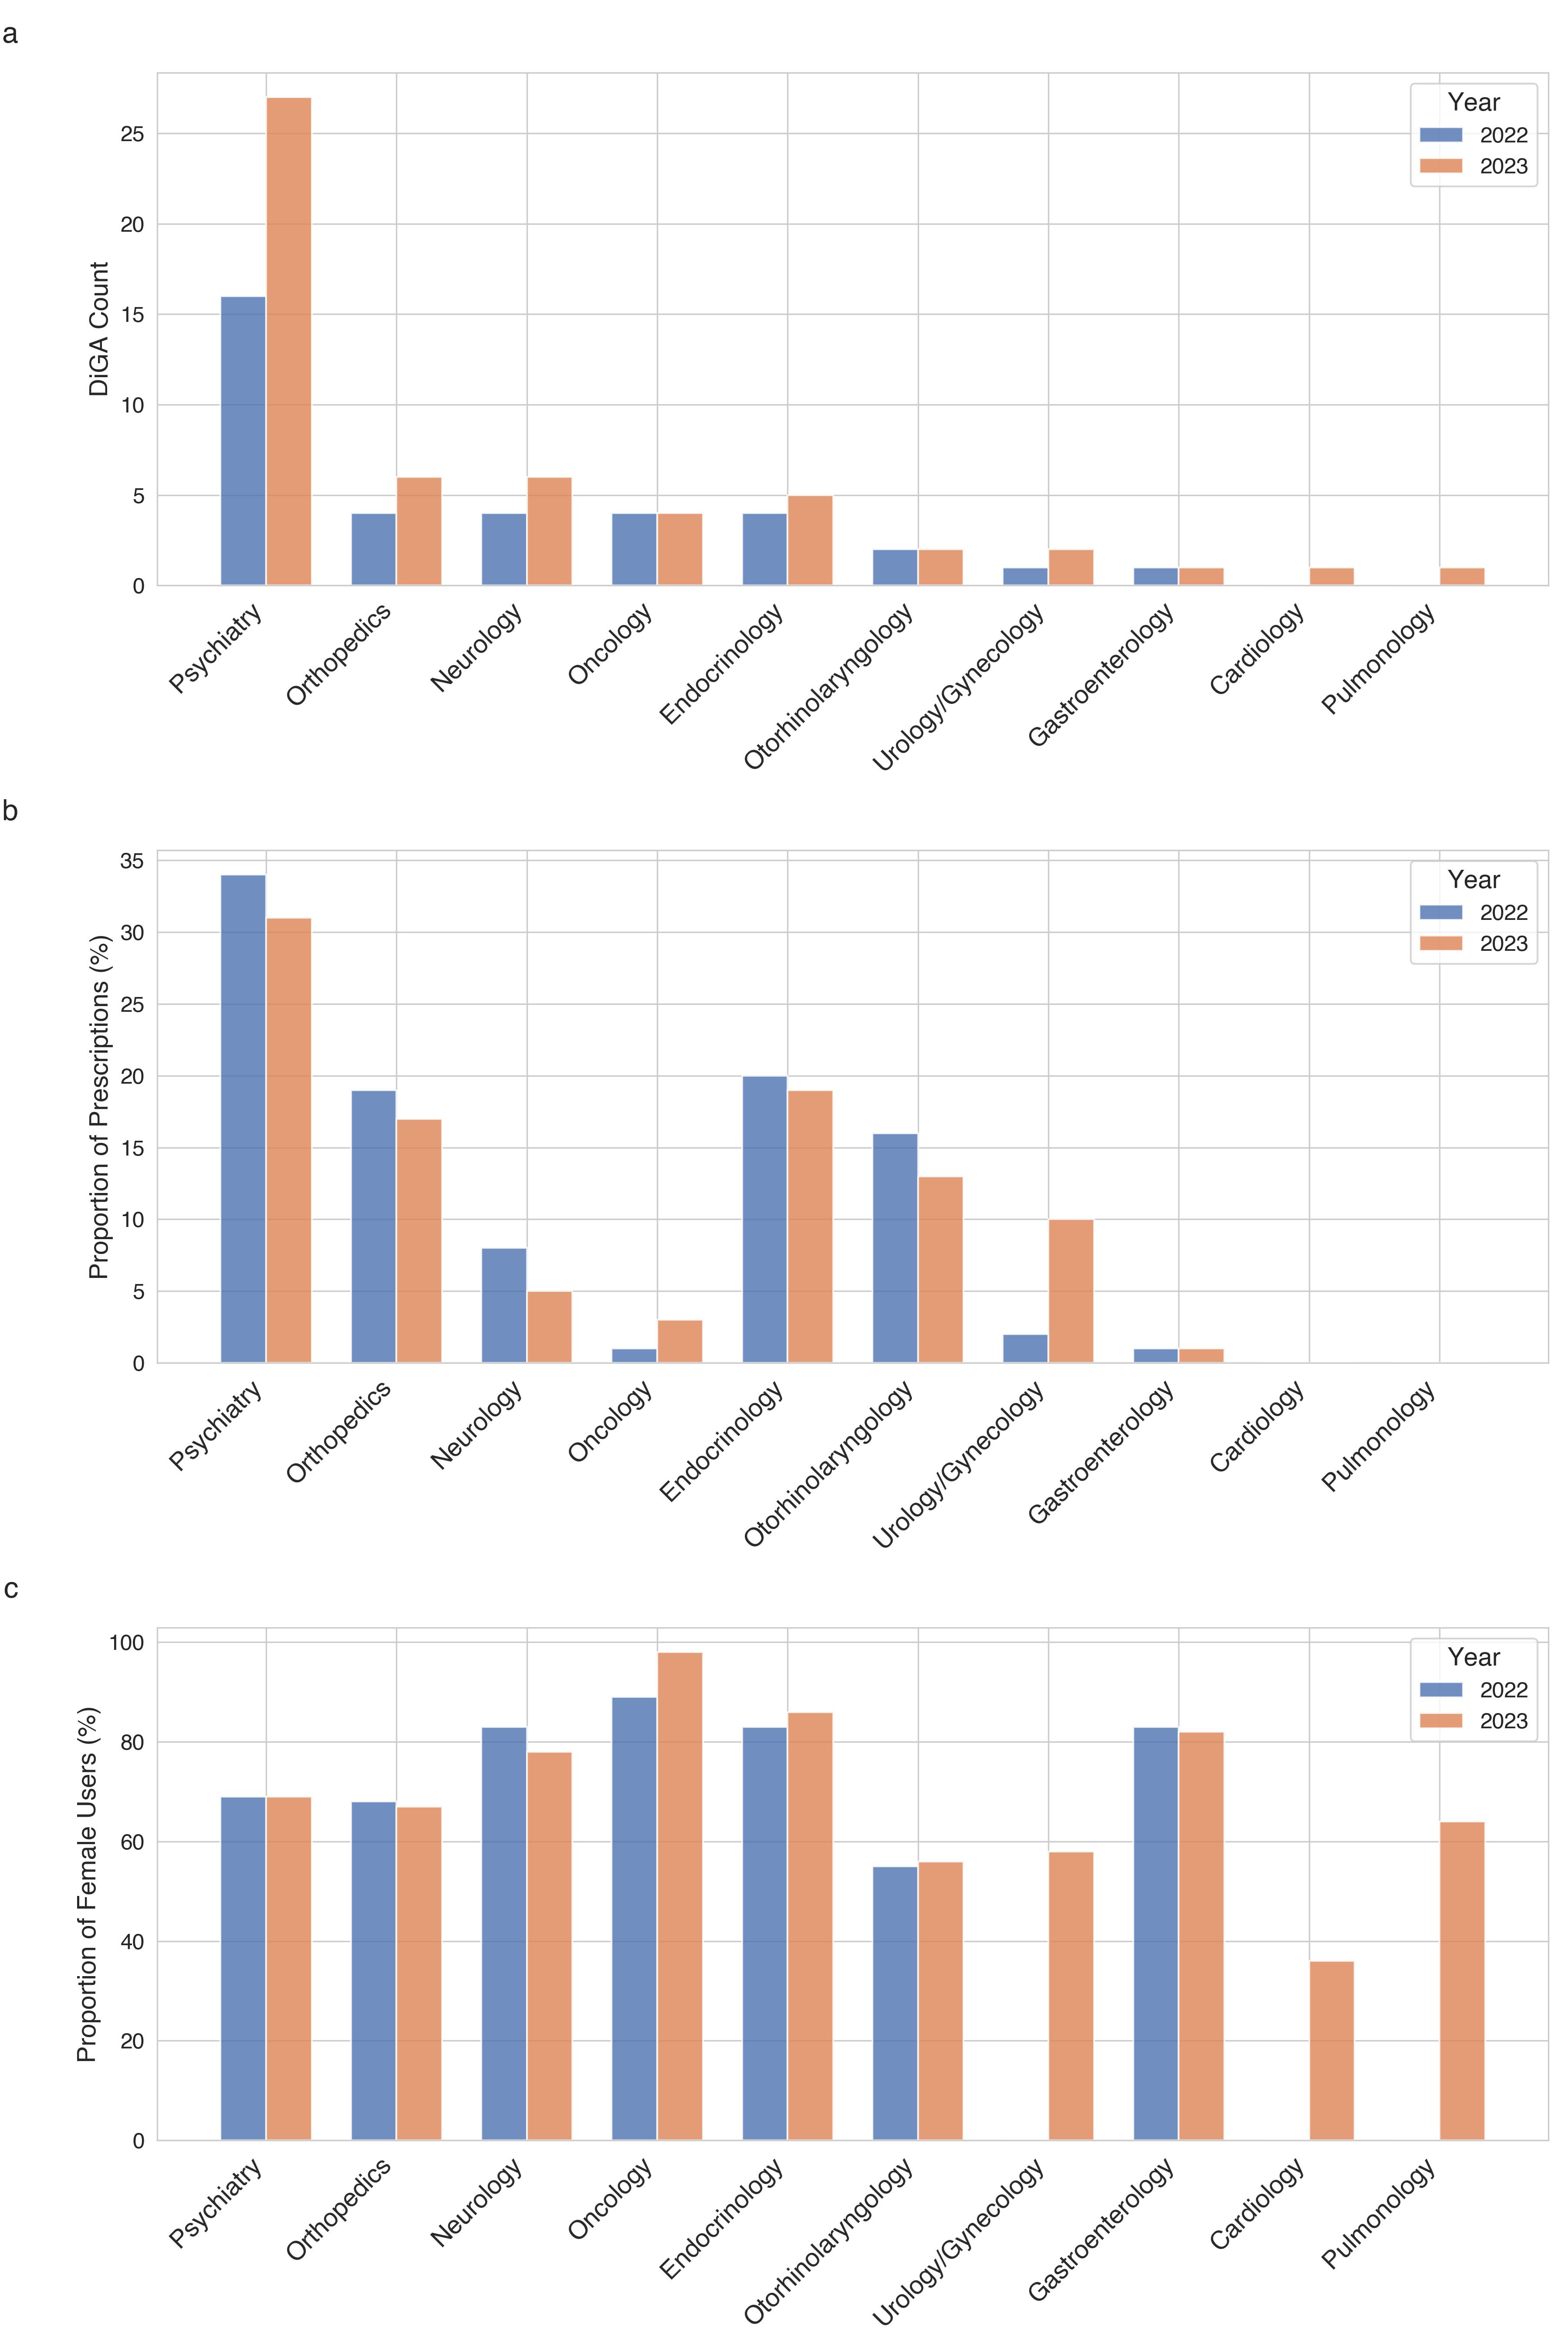 a
DiGA Count
25
20
15
10
5
0
Year
2022
2023
Psychiatry
Orthopedics
Neurology
Oncology
Endocrinology
Otorhinolaryngology
Urology/Gynecology
Gastroenterology
Cardiology
Pulmonology
b
Proportion of Prescriptions (%)
35
30
25
20
15
10
5
0
Year
2022
2023
Psychiatry
Orthopedics
Neurology
Oncology
Endocrinology
Otorhinolaryngology
Urology/Gynecology
Gastroenterology
Cardiology
Pulmonology
c
Proportion of Female Users (%)
100
80
60
40
20
0
Year
2022
2023
Psychiatry
Orthopedics
Neurology
Oncology
Endocrinology
Otorhinolaryngology
Urology/Gynecology
Gastroenterology
Cardiology
Pulmonology